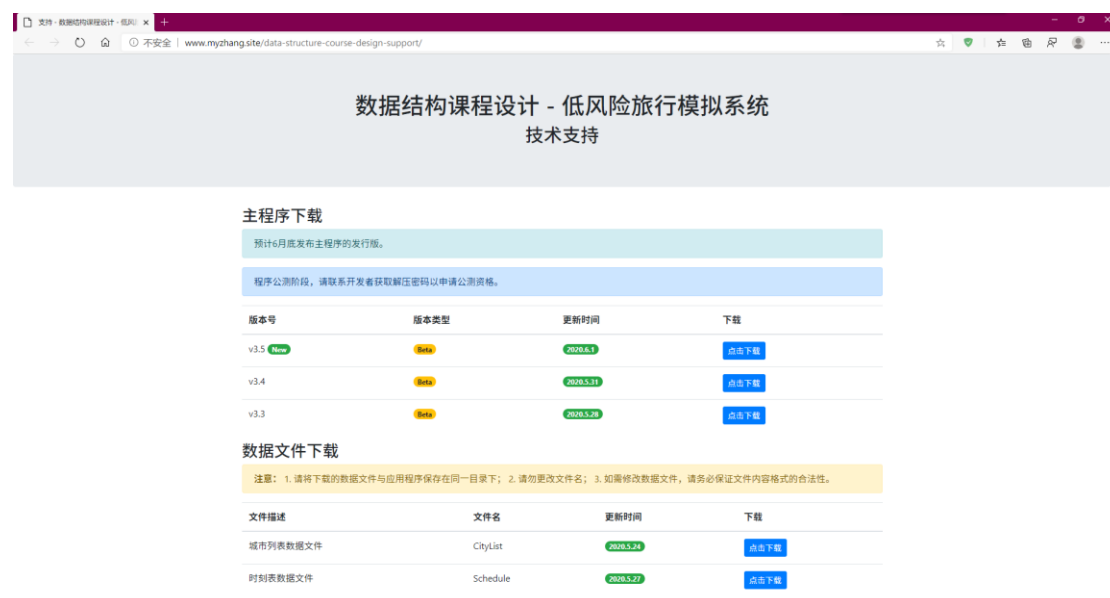 支持 - 数据结构课程设计 - 低风
不安全 | www.myzhang.site/data-structure-course-design-support/
数据结构课程设计 - 低风险旅行模拟系统
技术支持
主程序下载
预计6月底发布主程序的发行版。
程序公测阶段，请联系开发者获取解压密码以申请公测资格。
版本号 版本类型 更新时间 下载
v3.5 New Beta 2020.6.1 点击下载
v3.4 Beta 2020.5.31 点击下载
v3.3 Beta 2020.5.28 点击下载
数据文件下载
注意： 1. 请将下载的数据文件与应用程序保存在同一目录下； 2. 请勿更改文件名； 3. 如需修改数据文件，请务必保证文件内容格式的合法性。
文件描述 文件名 更新时间 下载
城市列表数据文件 CityList 2020.5.24 点击下载
时刻表数据文件 Schedule 2020.5.27 点击下载